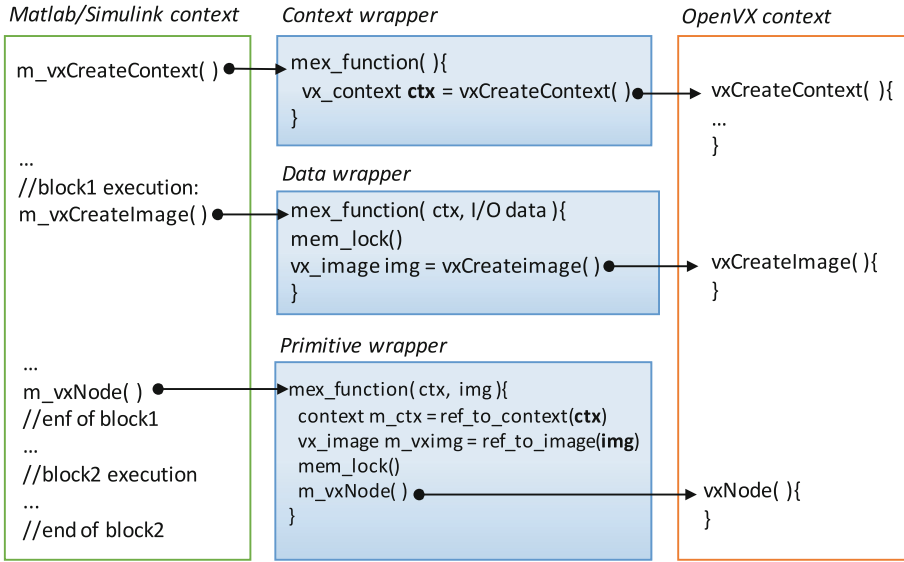 Matlab/Simulink context
m_vxCreateContext( )
...
//block1 execution:
m_vxCreateImage( )
...
m_vxNode( )
//enf of block1
...
//block2 execution
...
//end of block2
Context wrapper
mex_function( ){
vx_context ctx = vxCreateContext( )
}
Data wrapper
mex_function( ctx, I/O data ){
mem_lock()
vx_image img = vxCreateimage( )
}
Primitive wrapper
mex_function( ctx, img ){
context m_ctx = ref_to_context(ctx)
vx_image m_vximg = ref_to_image(img)
mem_lock()
m_vxNode( )
}
OpenVX context
vxCreateContext( ){
...
}
vxCreateImage( ){
}
vxNode( ){
}